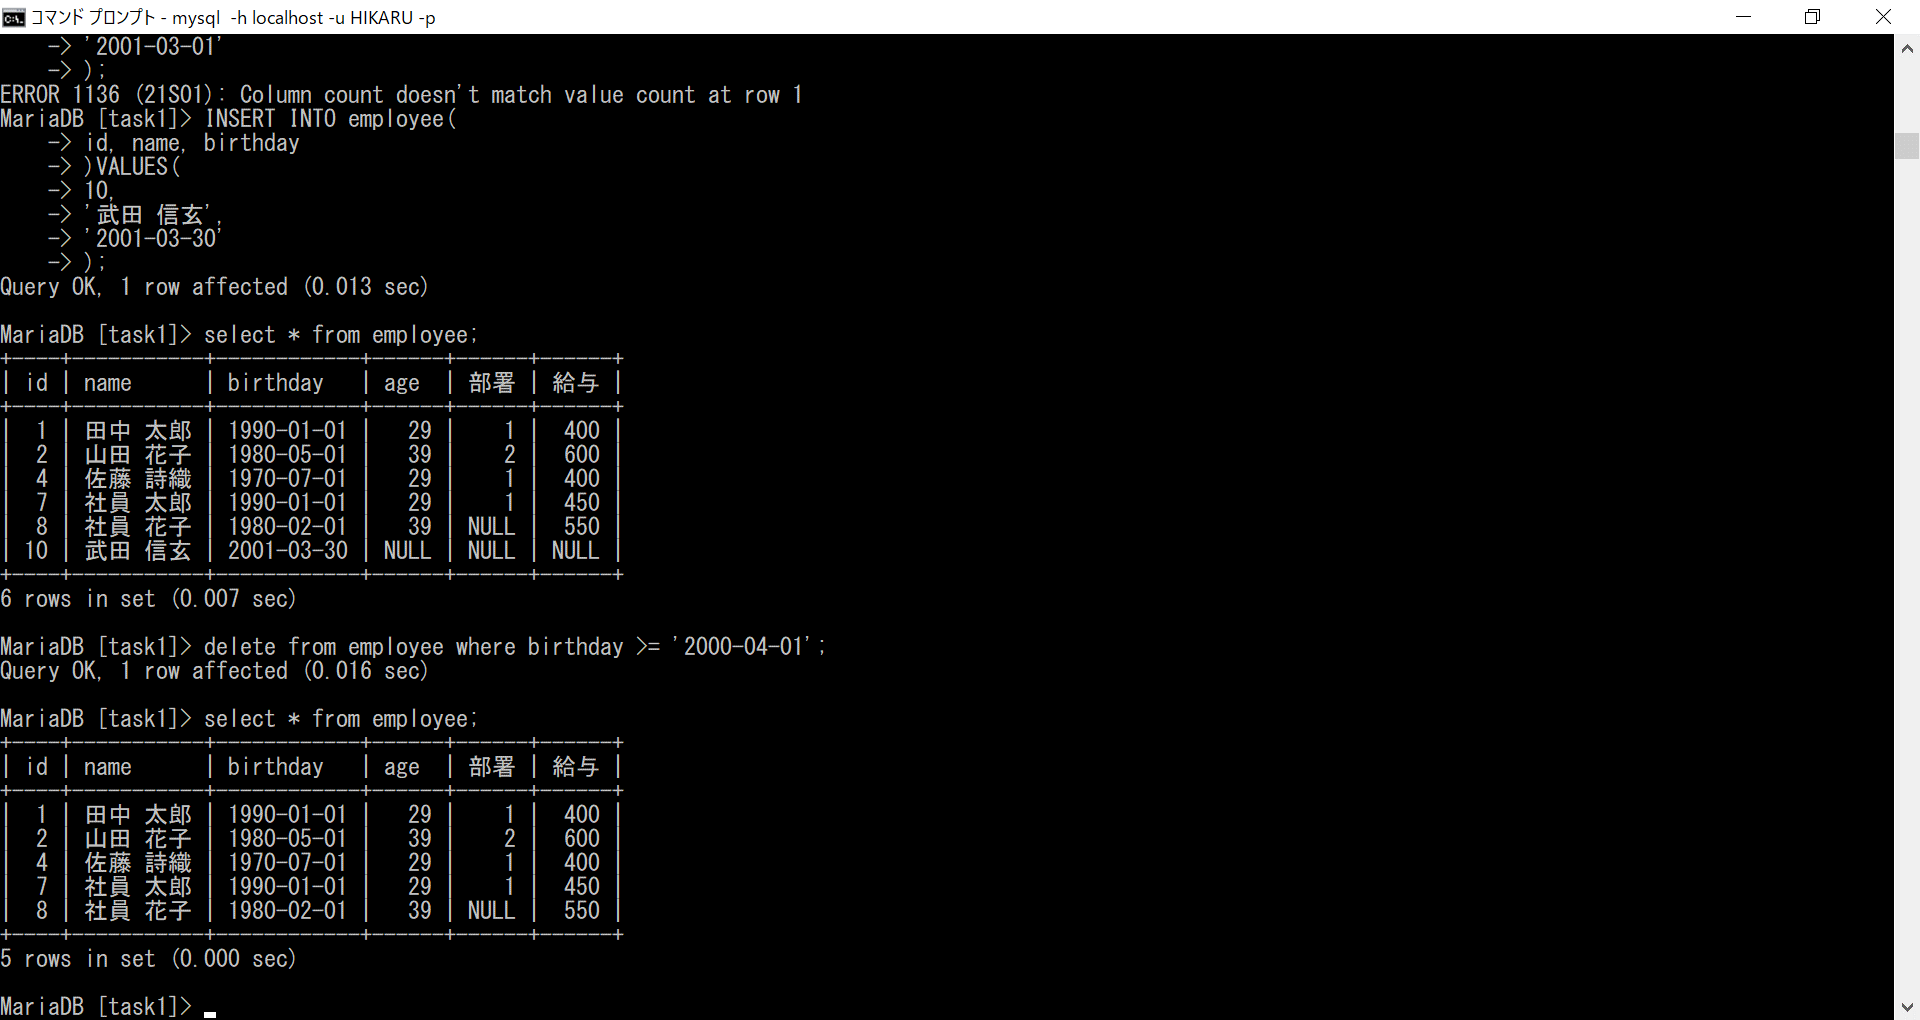 コマンド プロンプト - mysql  -h localhost -u HIKARU -p
    -> '2001-03-01'
    -> );
ERROR 1136 (21S01): Column count doesn't match value count at row 1
MariaDB [task1]> INSERT INTO employee(
    -> id, name, birthday
    -> )VALUES(
    -> 10,
    -> '武田 信玄',
    -> '2001-03-30'
    -> );
Query OK, 1 row affected (0.013 sec)

MariaDB [task1]> select * from employee;
+----+-----------+------------+------+------+------+
| id | name      | birthday   | age  | 部署 | 給与 |
+----+-----------+------------+------+------+------+
|  1 | 田中 太郎 | 1990-01-01 |   29 |    1 |  400 |
|  2 | 山田 花子 | 1980-05-01 |   39 |    2 |  600 |
|  4 | 佐藤 詩織 | 1970-07-01 |   29 |    1 |  400 |
|  7 | 社員 太郎 | 1990-01-01 |   29 |    1 |  450 |
|  8 | 社員 花子 | 1980-02-01 |   39 | NULL |  550 |
| 10 | 武田 信玄 | 2001-03-30 | NULL | NULL | NULL |
+----+-----------+------------+------+------+------+
6 rows in set (0.007 sec)

MariaDB [task1]> delete from employee where birthday >= '2000-04-01';
Query OK, 1 row affected (0.016 sec)

MariaDB [task1]> select * from employee;
+----+-----------+------------+------+------+------+
| id | name      | birthday   | age  | 部署 | 給与 |
+----+-----------+------------+------+------+------+
|  1 | 田中 太郎 | 1990-01-01 |   29 |    1 |  400 |
|  2 | 山田 花子 | 1980-05-01 |   39 |    2 |  600 |
|  4 | 佐藤 詩織 | 1970-07-01 |   29 |    1 |  400 |
|  7 | 社員 太郎 | 1990-01-01 |   29 |    1 |  450 |
|  8 | 社員 花子 | 1980-02-01 |   39 | NULL |  550 |
+----+-----------+------------+------+------+------+
5 rows in set (0.000 sec)

MariaDB [task1]>